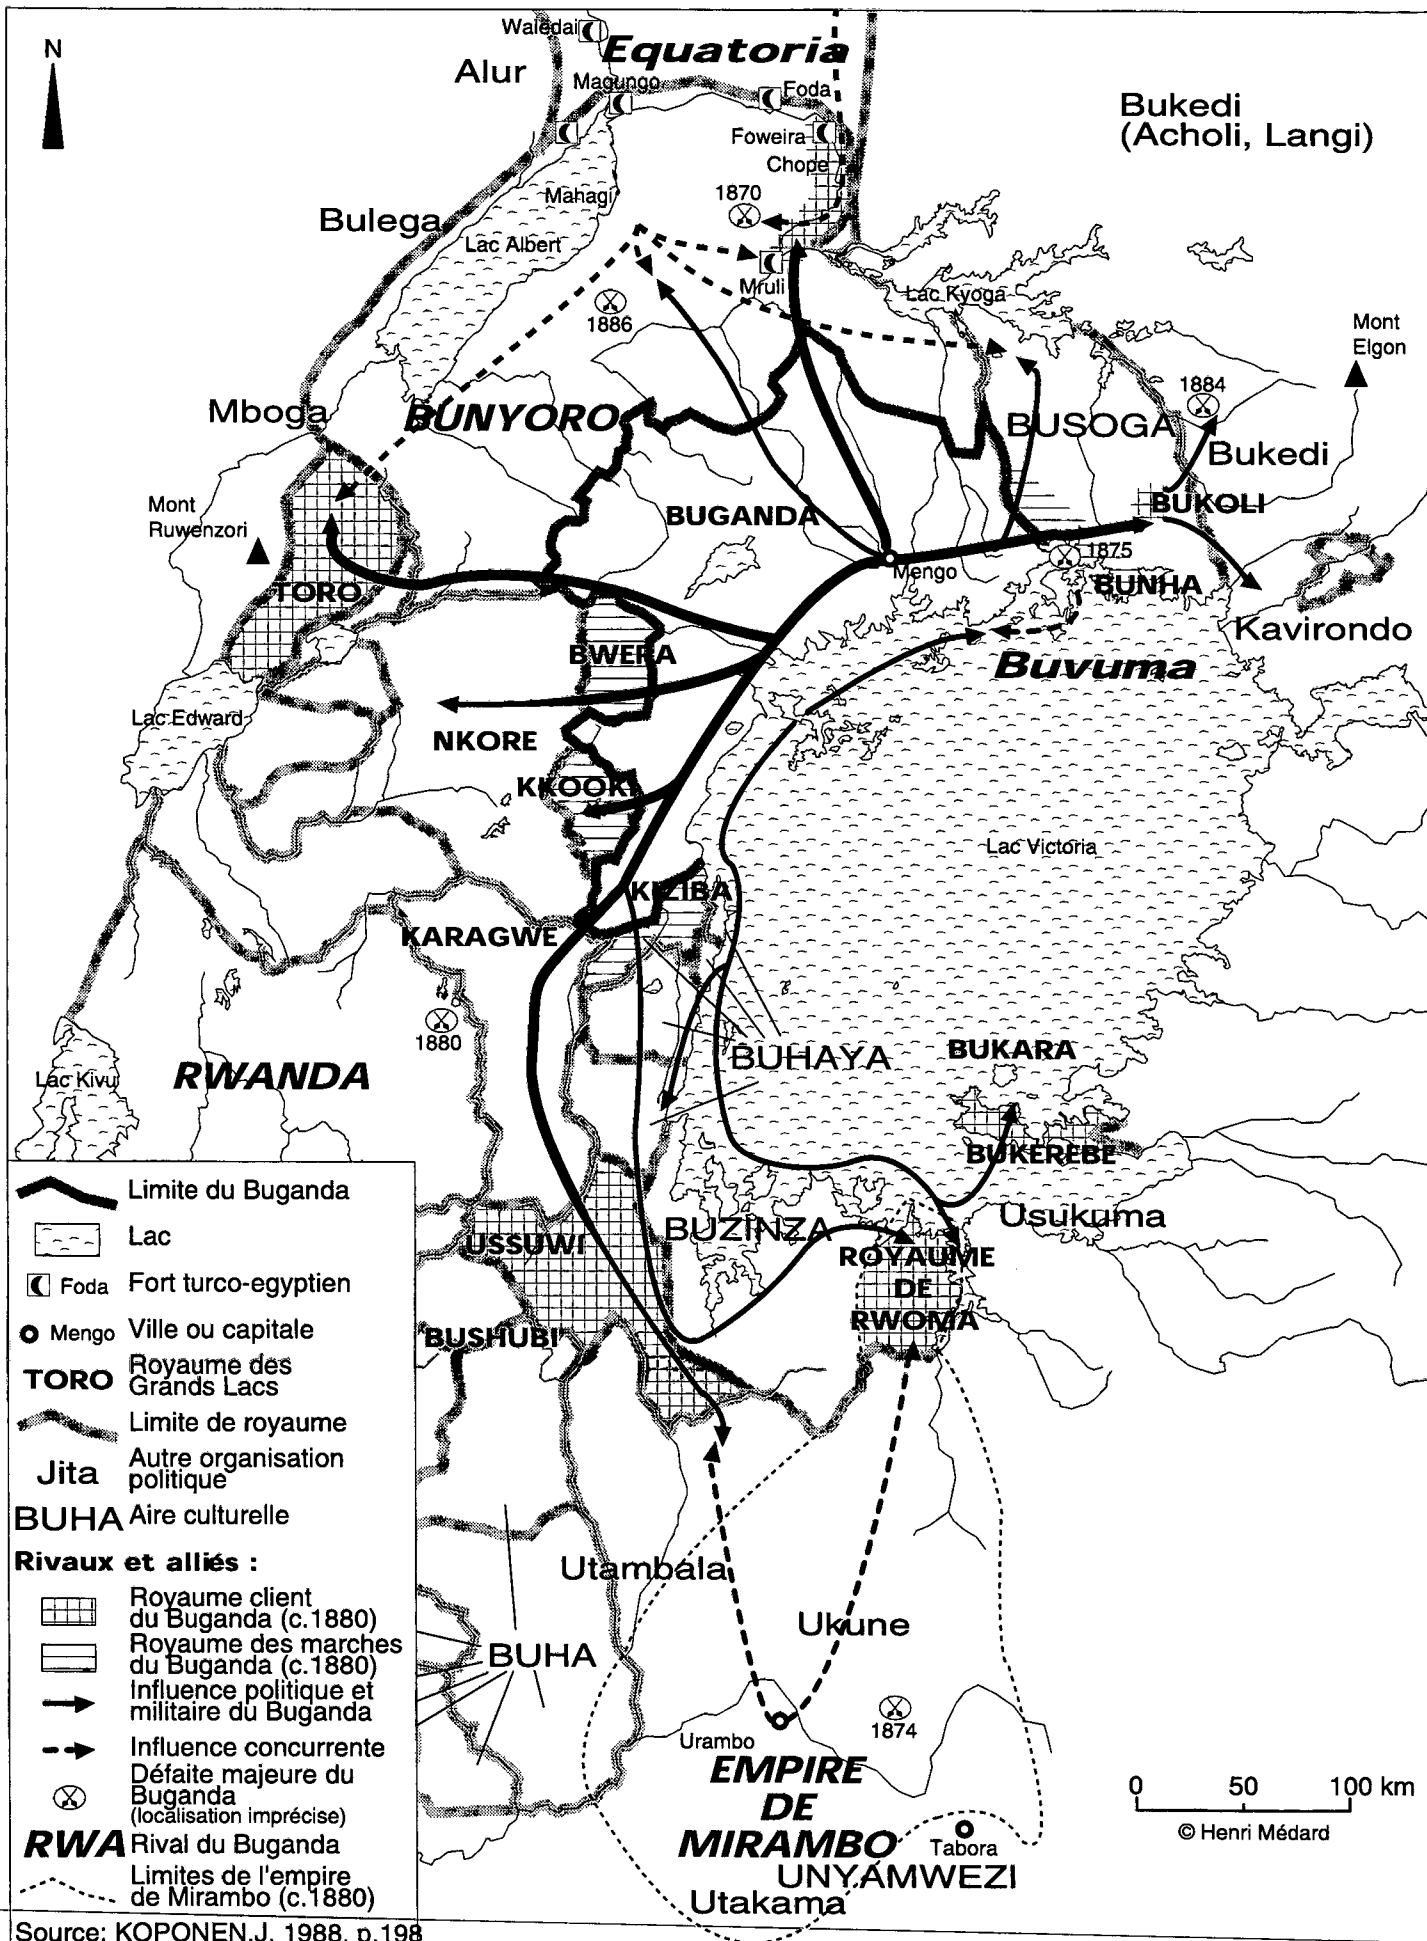 N
Waledai
Equatoria
Alur
Magungo
Foda
Bukedi
(Acholi, Langi)
Foweira
Chope
1870
Mahagi
Bulega
Lac Albert
Mruli
Lac Kyoga
1886
Mont
Elgon
1884
Mboga
BUNYORO
BUSOGA
Bukedi
Mont
Ruwenzori
BUGANDA
BUKOLI
1875
Mengo
TORO
BUNHA
Kavirondo
BWERA
Buvuma
Lac Edward
NKORE
KKOOKI
Lac Victoria
KIZIBA
KARAGWE
1880
BUHAYA
BUKARA
RWANDA
Lac Kivu
BUKEREBE
Usukuma
BUZINZA
USSUWI
ROYAUME
DE
RWOMA
BUSHUBI
Utambala
Ukune
BUHA
1874
Urambo
EMPIRE
DE
MIRAMBO
Tabora
UNYAMWEZI
Utakama
0 50 100 km
© Henri Médard
Limite du Buganda
Lac
Foda Fort turco-egyptien
Mengo Ville ou capitale
TORO Royaume des
Grands Lacs
Limite de royaume
Jita Autre organisation
politique
BUHA Aire culturelle
Rivaux et alliés :
Royaume client
du Buganda (c.1880)
Royaume des marches
du Buganda (c.1880)
Influence politique et
militaire du Buganda
Influence concurrente
Défaite majeure du
Buganda
(localisation imprécise)
RWA Rival du Buganda
Limites de l'empire
de Mirambo (c.1880)
Source: KOPONEN.J. 1988. p.198